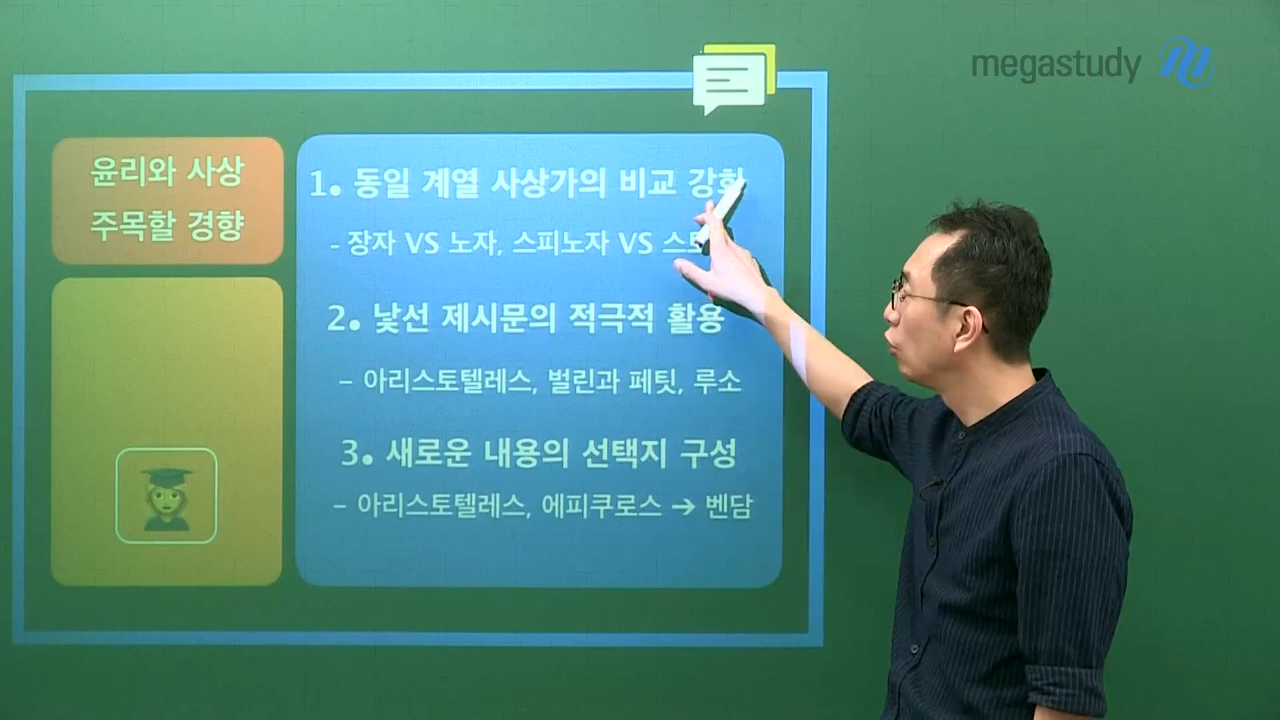 megastudy
윤리와 사상
주목할 경향
1. 동일 계열 사상가의 비교 강화
- 장자 VS 노자, 스피노자 VS
2. 낯선 제시문의 적극적 활용
- 아리스토텔레스, 벌린과 페팃, 루소
3. 새로운 내용의 선택지 구성
- 아리스토텔레스, 에피쿠로스 → 벤담